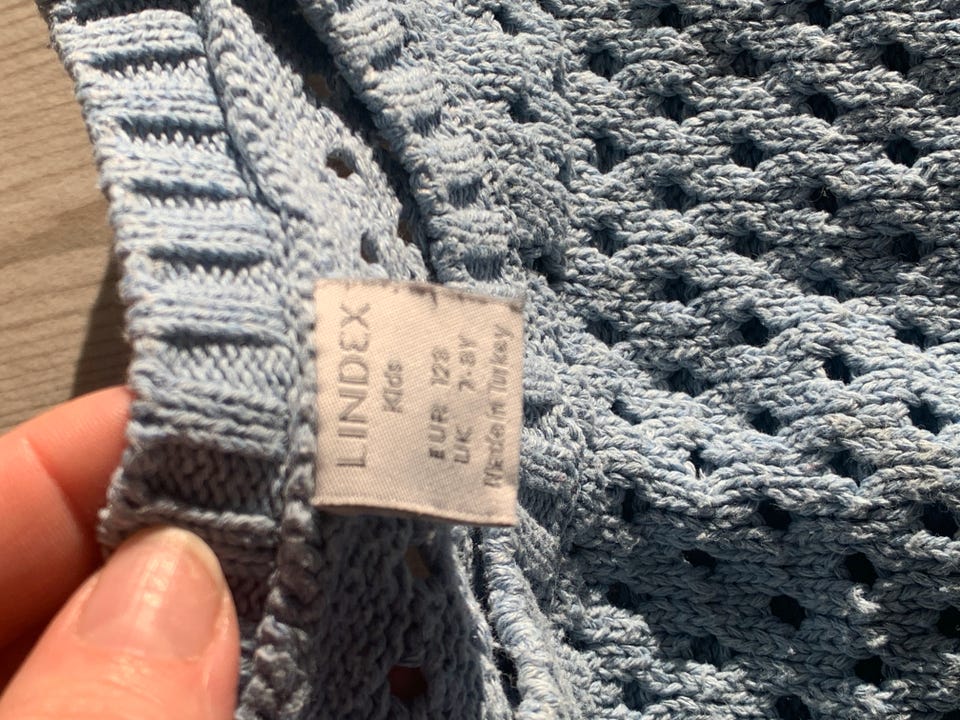 LINDEX
Kids
EUR 128
UK 7-8Y
Made in Turkey